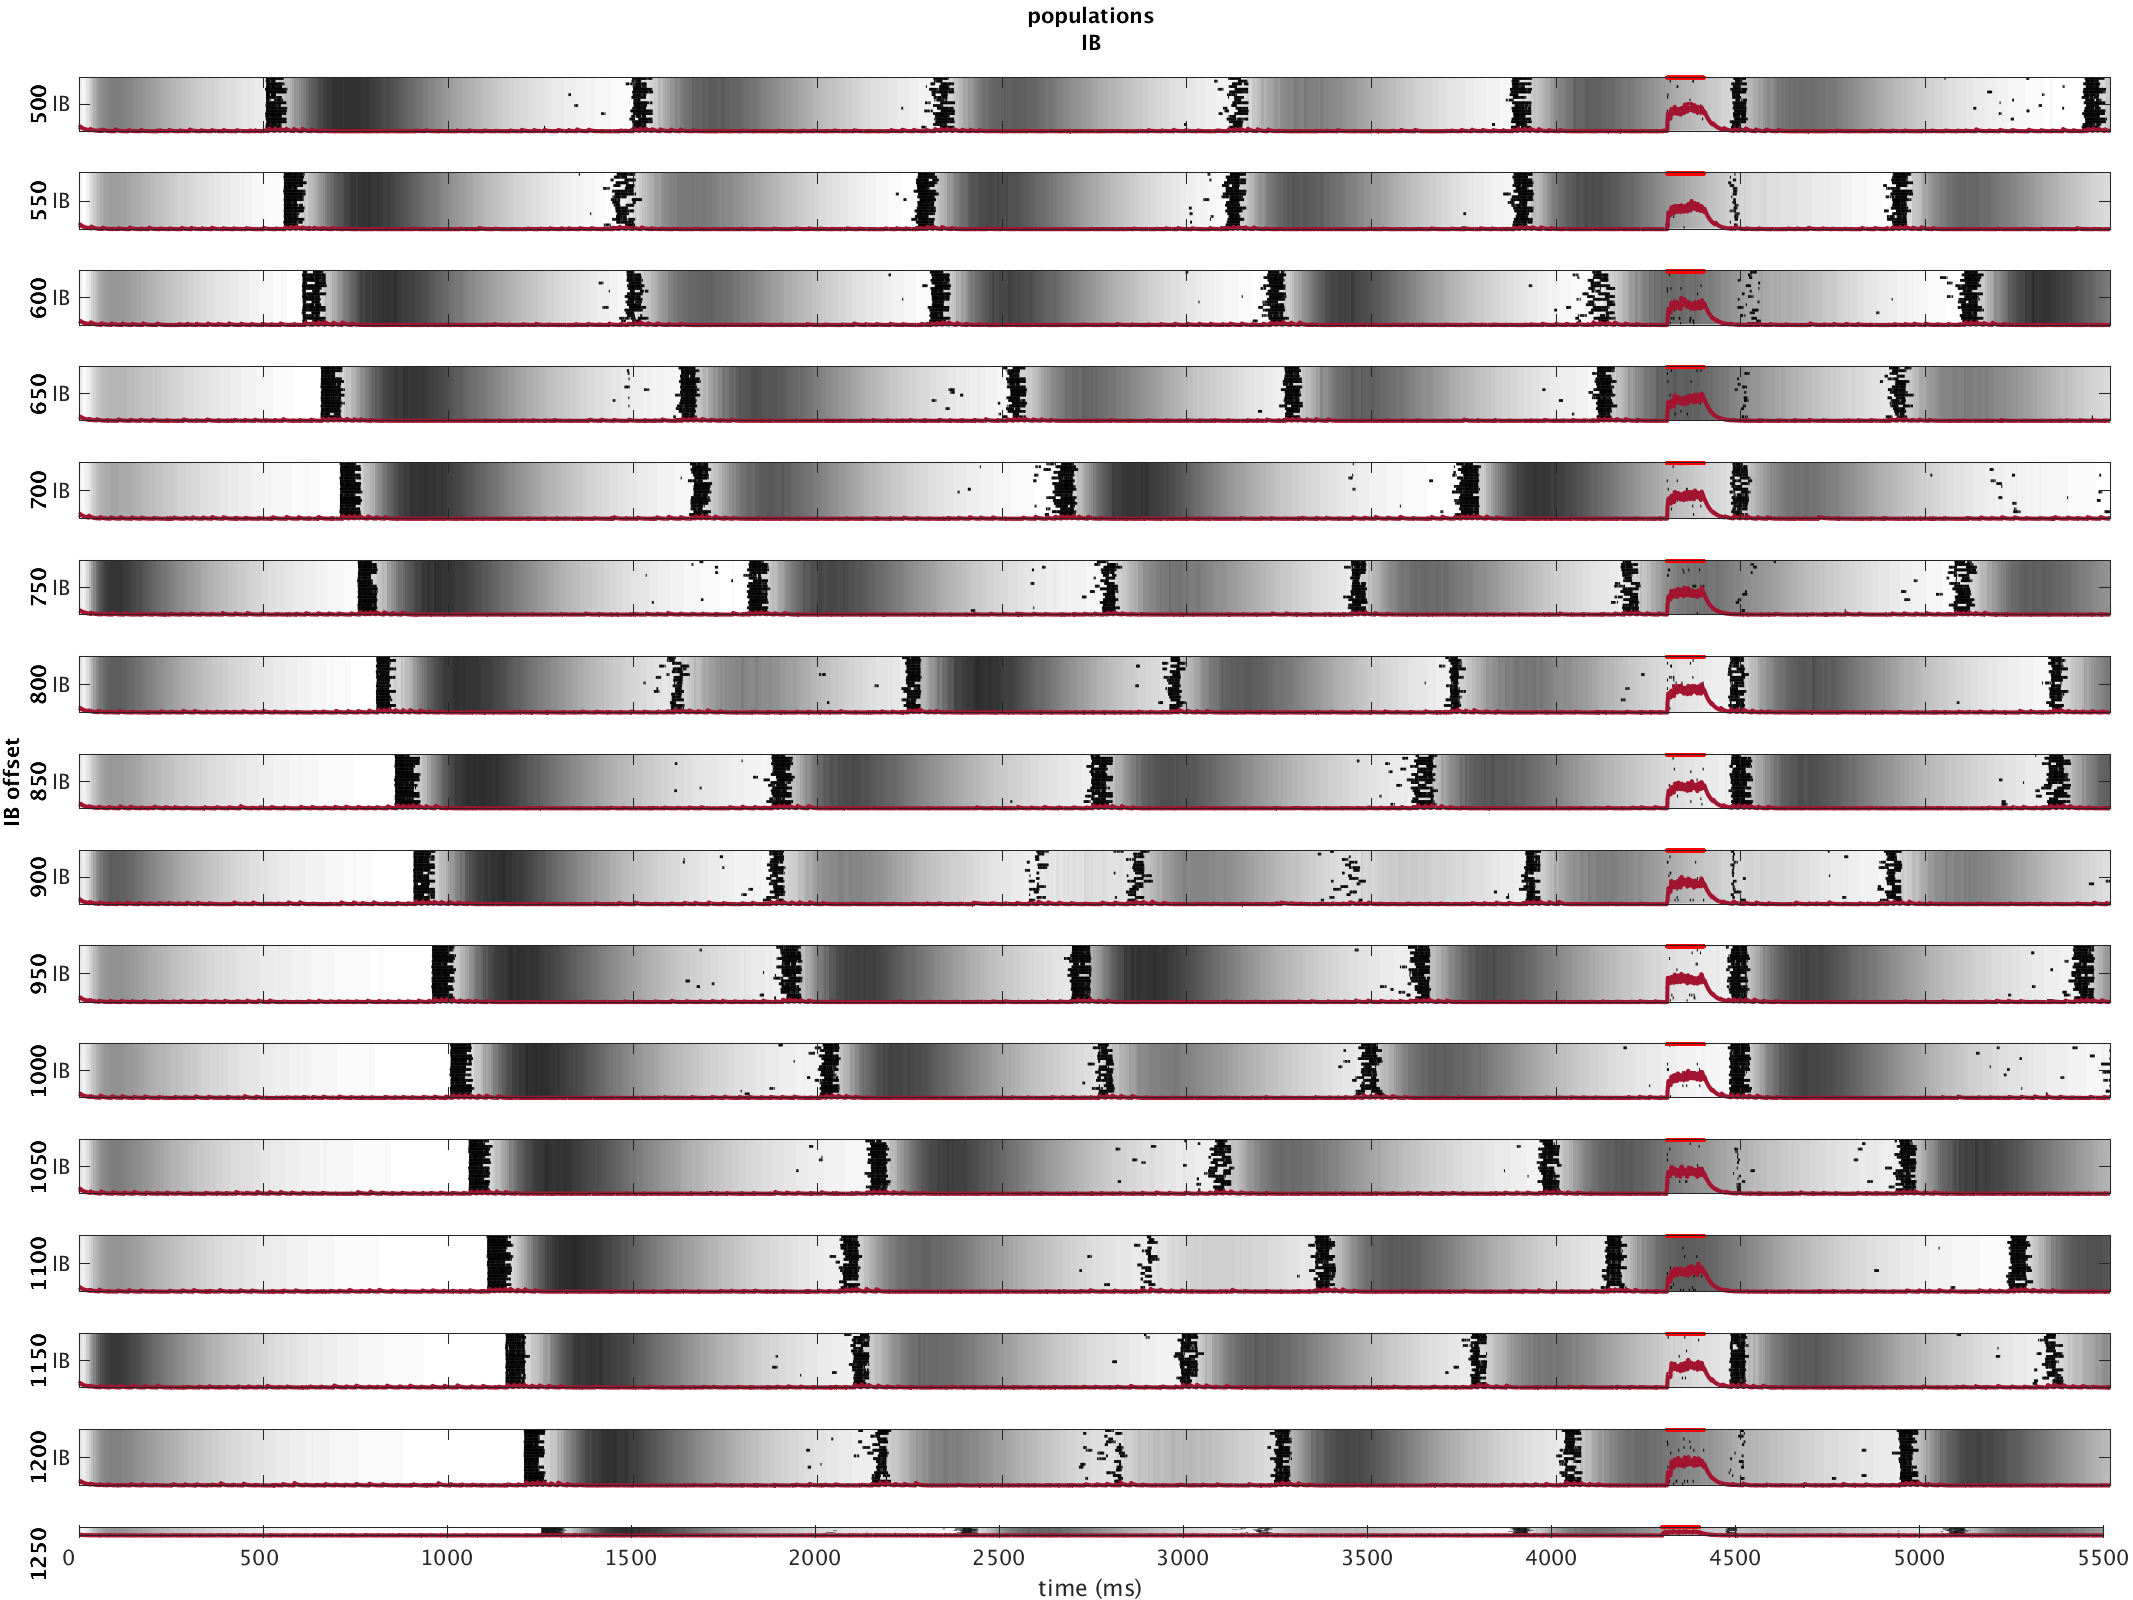 populations
IB
500 IB
550 IB
600 IB
650 IB
700 IB
750 IB
800 IB
850 IB
900 IB
950 IB
1000 IB
1050 IB
1100 IB
1150 IB
1200 IB
1250
IB offset
0 500 1000 1500 2000 2500 3000 3500 4000 4500 5000 5500
time (ms)